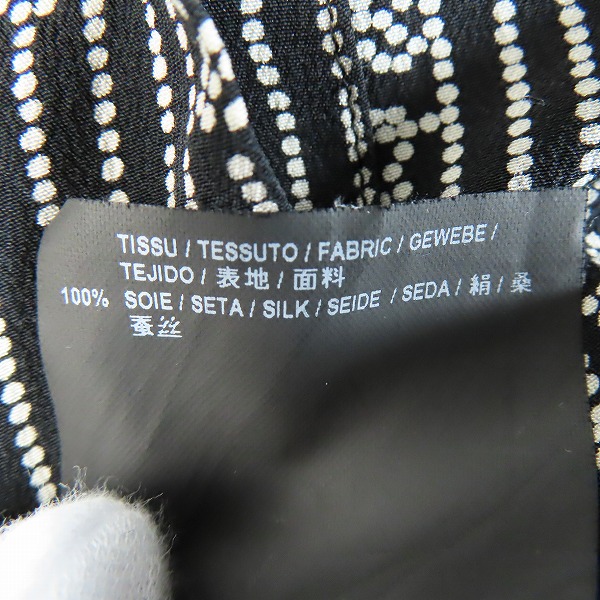 TISSU / TESSUTO / FABRIC / GEWEBE /
TEJIDO / 表地 / 面料
100% SOIE / SETA / SILK / SEIDE / SEDA / 絹 / 桑
蚕丝